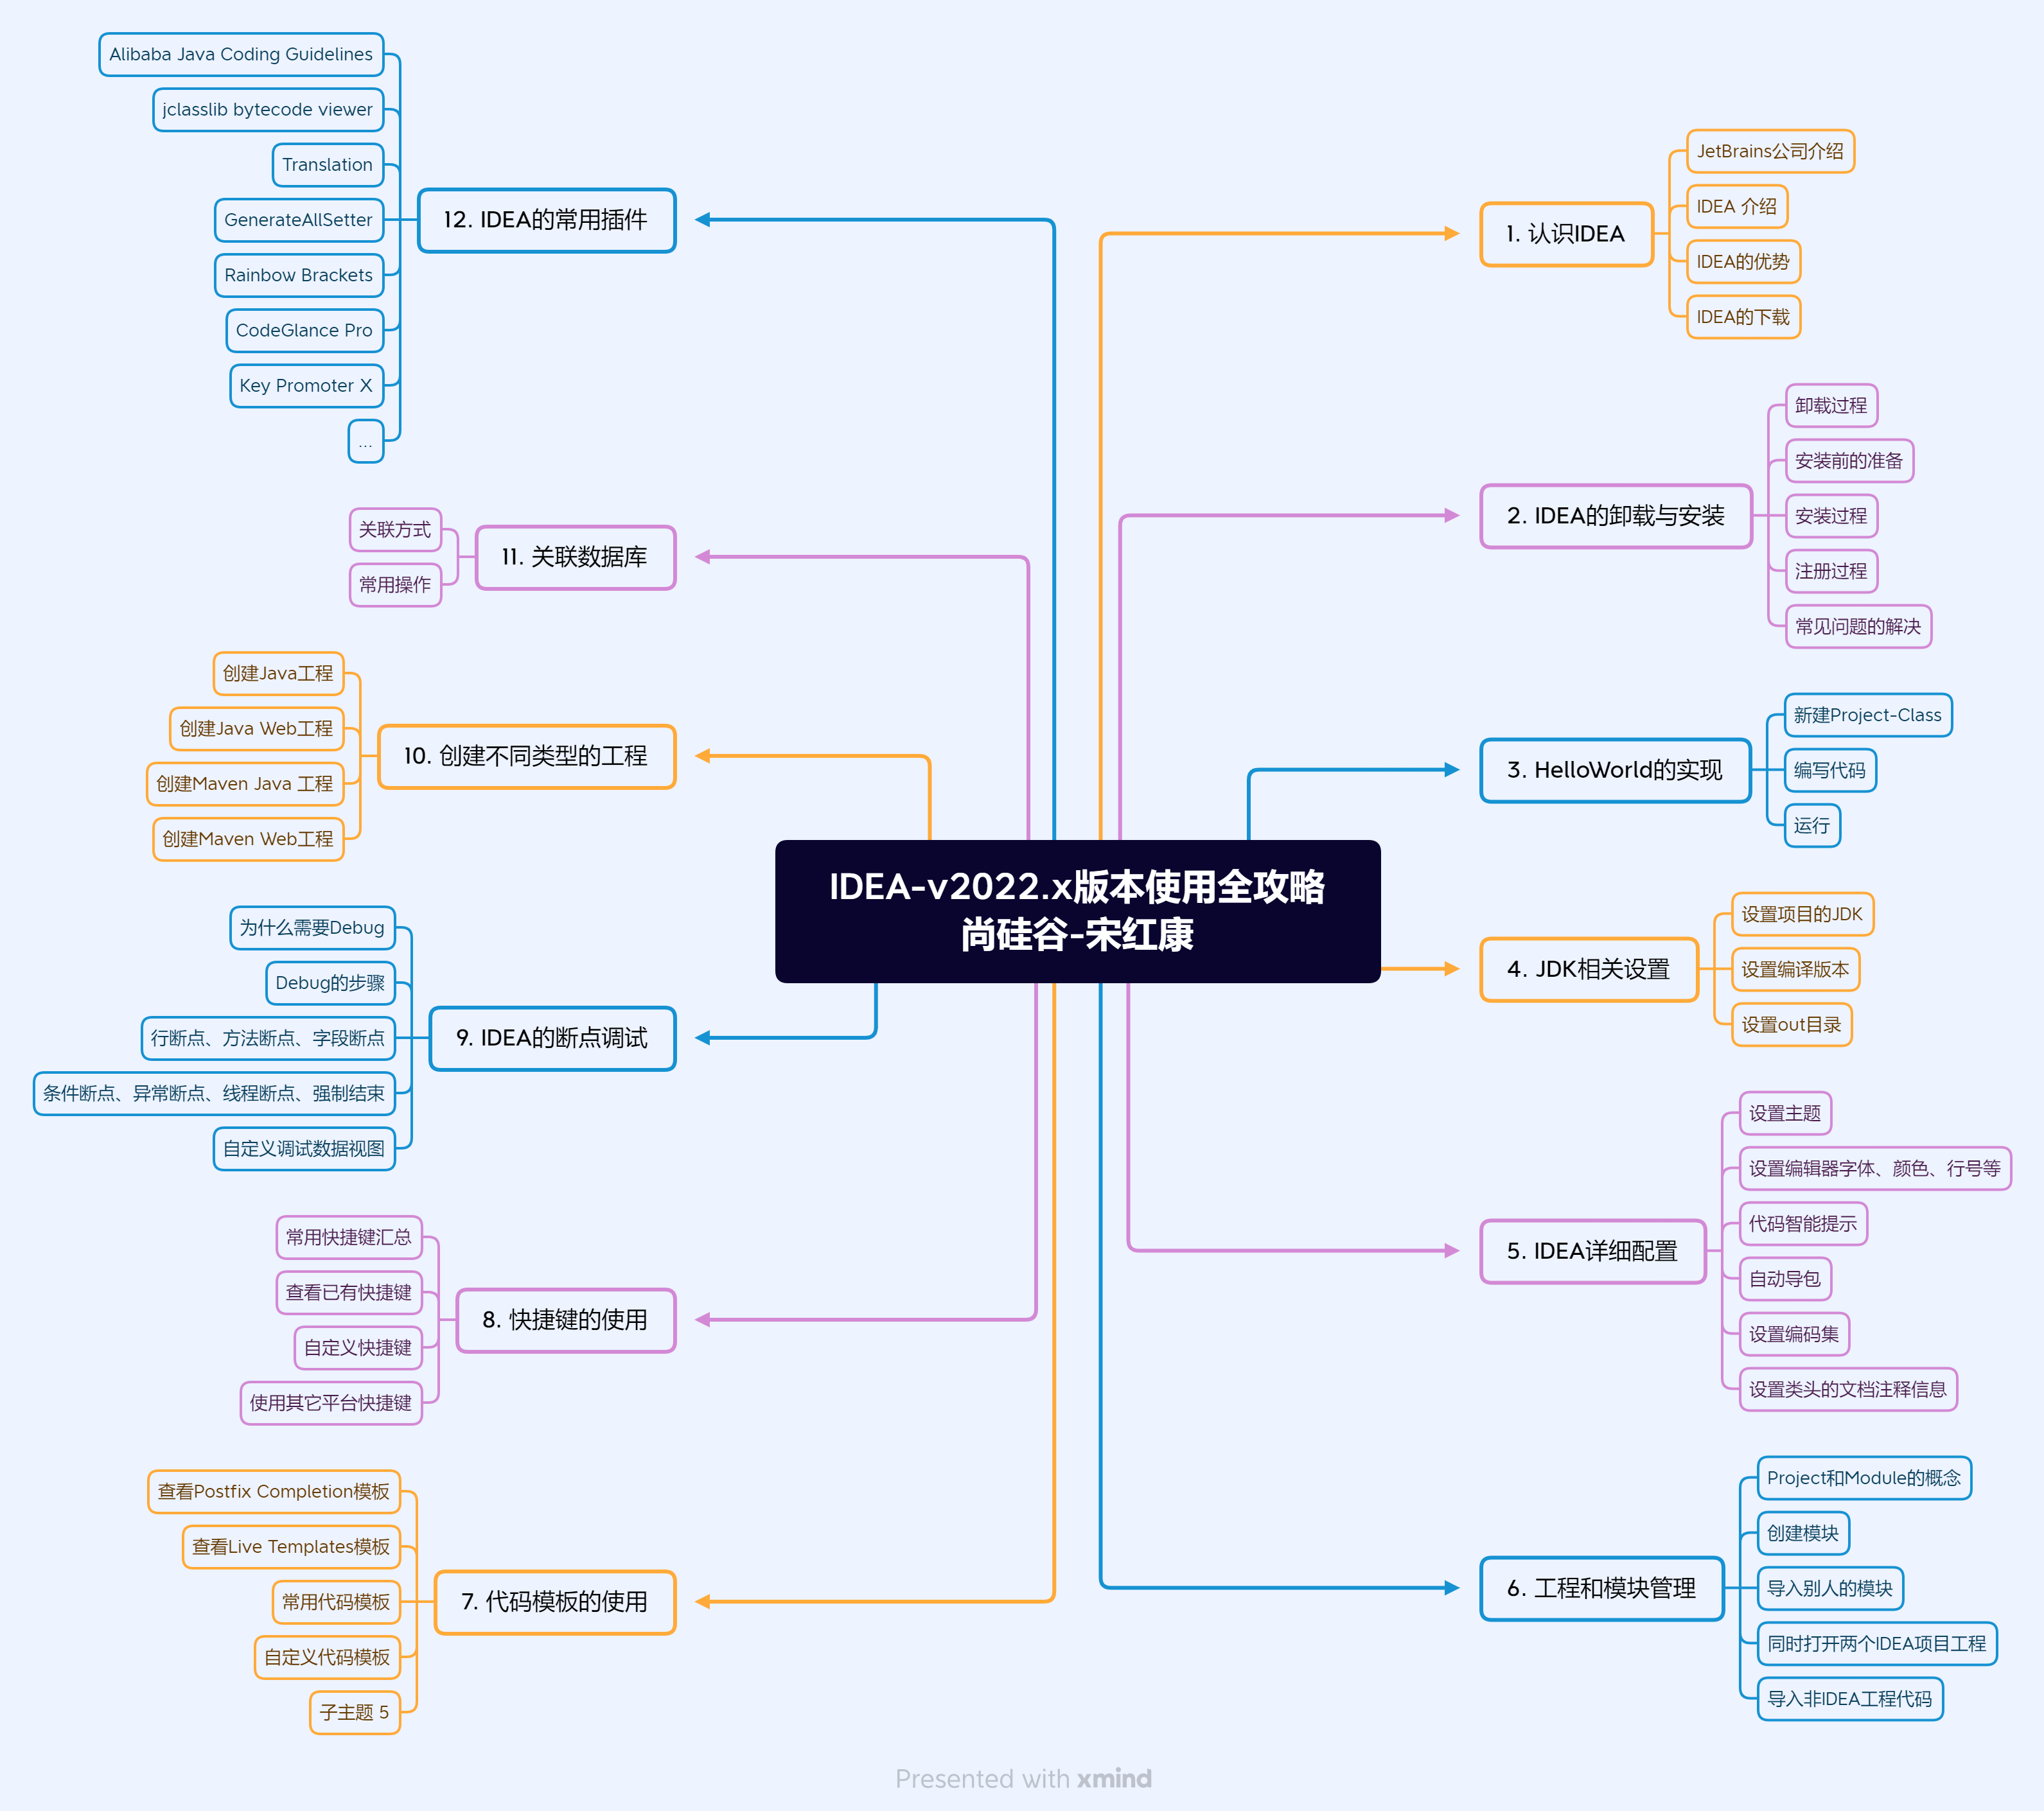 IDEA-v2022.x版本使用全攻略
尚硅谷-宋红康
1. 认识IDEA
JetBrains公司介绍
IDEA 介绍
IDEA的优势
IDEA的下载
2. IDEA的卸载与安装
卸载过程
安装前的准备
安装过程
注册过程
常见问题的解决
3. HelloWorld的实现
新建Project-Class
编写代码
运行
4. JDK相关设置
设置项目的JDK
设置编译版本
设置out目录
5. IDEA详细配置
设置主题
设置编辑器字体、颜色、行号等
代码智能提示
自动导包
设置编码集
设置类头的文档注释信息
6. 工程和模块管理
Project和Module的概念
创建模块
导入别人的模块
同时打开两个IDEA项目工程
导入非IDEA工程代码
7. 代码模板的使用
查看Postfix Completion模板
查看Live Templates模板
常用代码模板
自定义代码模板
子主题 5
8. 快捷键的使用
常用快捷键汇总
查看已有快捷键
自定义快捷键
使用其它平台快捷键
9. IDEA的断点调试
为什么需要Debug
Debug的步骤
行断点、方法断点、字段断点
条件断点、异常断点、线程断点、强制结束
自定义调试数据视图
10. 创建不同类型的工程
创建Java工程
创建Java Web工程
创建Maven Java 工程
创建Maven Web工程
11. 关联数据库
关联方式
常用操作
12. IDEA的常用插件
Alibaba Java Coding Guidelines
jclasslib bytecode viewer
Translation
GenerateAllSetter
Rainbow Brackets
CodeGlance Pro
Key Promoter X
...
Presented with xmind